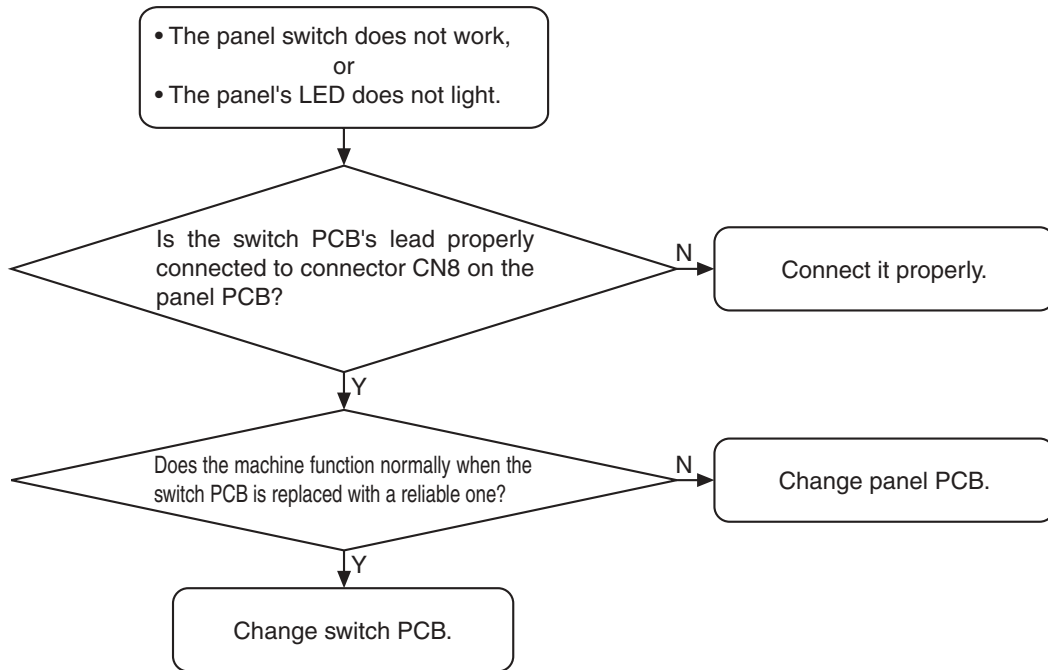 • The panel switch does not work,
or
• The panel's LED does not light.
Is the switch PCB's lead properly
connected to connector CN8 on the
panel PCB?
N
Connect it properly.
Y
Does the machine function normally when the
switch PCB is replaced with a reliable one?
N
Change panel PCB.
Y
Change switch PCB.